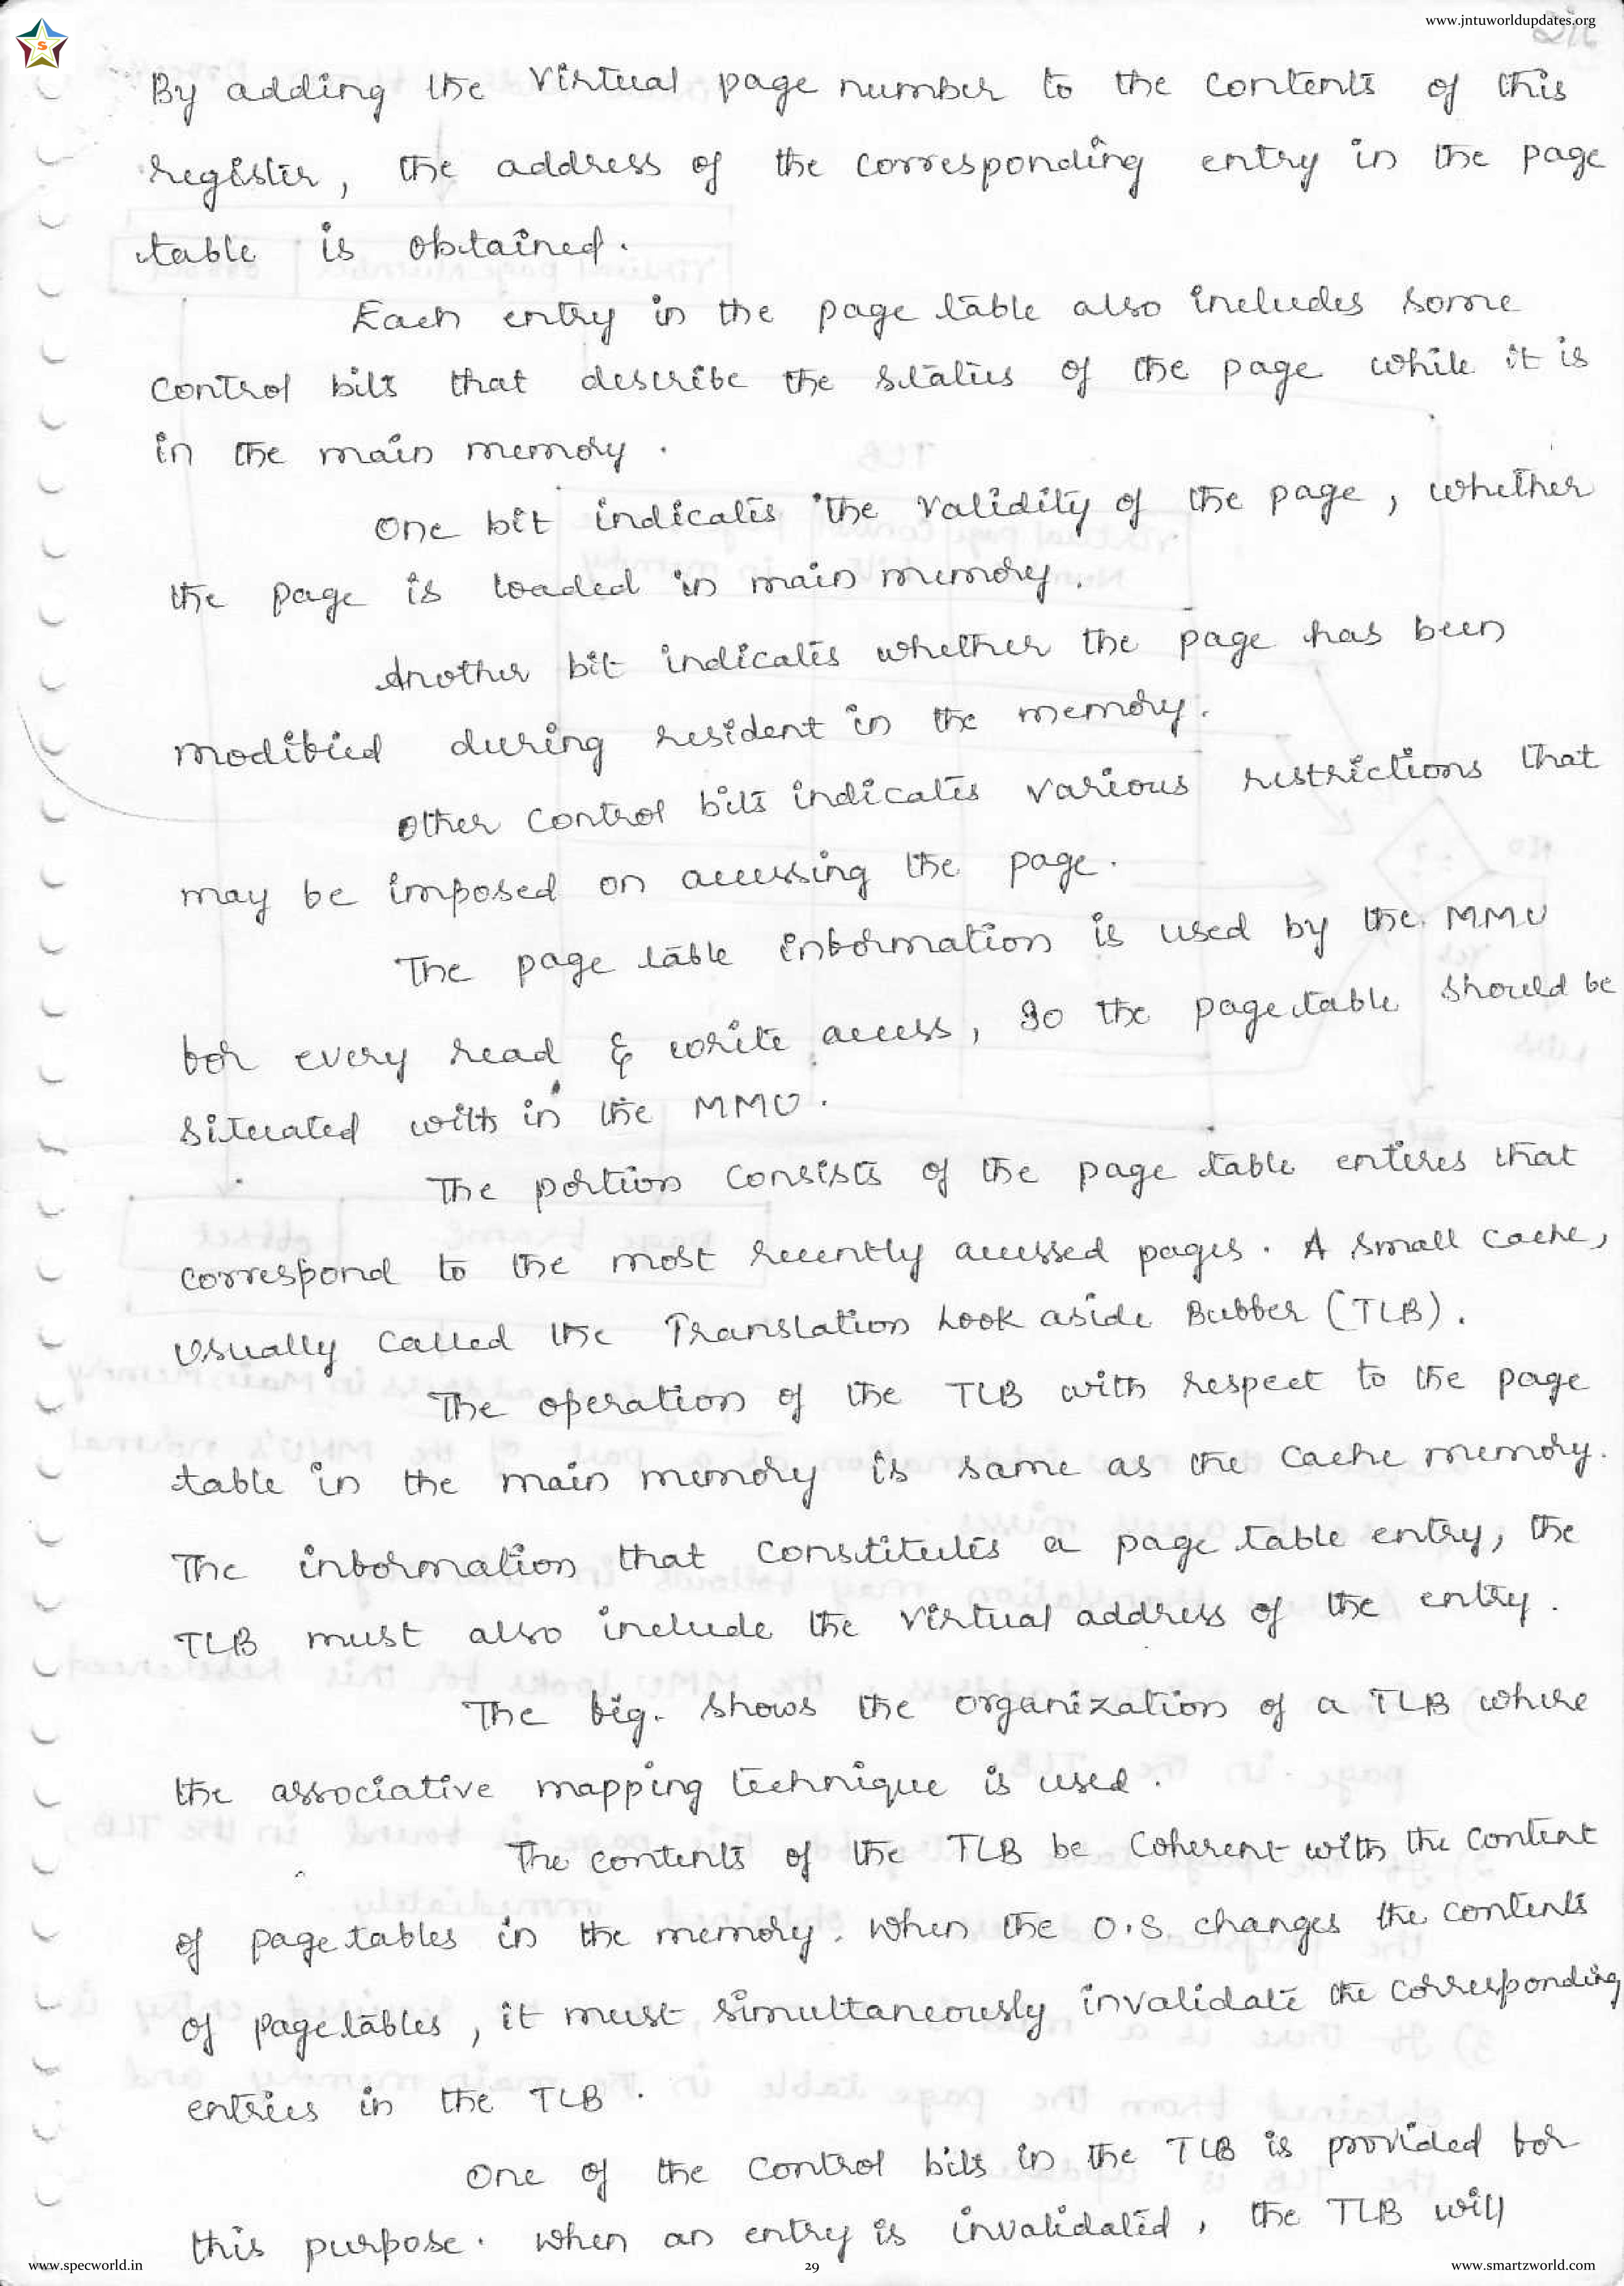 www.jntuworldupdates.org
S
By adding the virtual page number to the contents of this
register, the address of the corresponding entry in the page
table is obtained.
Each entry in the page table also includes some
control bits that describe the status of the page while it is
in the main memory.
One bit indicates the validity of the page, whether
the page is loaded in main memory.
Another bit indicates whether the page has been
modified during resident in the memory.
Other control bits indicates various restrictions that
may be imposed on accessing the page.
The page table information is used by the MMU
for every read & write access, so the page table should be
situated with in the MMU.
The portion consists of the page table enteres that
correspond to the most recently accessed pages. A small cache,
usually called the Translation Look aside Buffer (TLB).
The operation of the TLB with respect to the page
table in the main memory is same as the cache memory.
The information that constitutes a page table entry, the
TLB must also include the virtual address of the entry.
The fig. shows the organization of a TLB where
the associative mapping technique is used.
The contents of the TLB be coherent with the content
of page tables in the memory. When the O.S. changes the contents
of page tables, it must simultaneously invalidate the corresponding
entries in the TLB.
One of the control bits in the TLB is provided for
this purpose. When an entry is invalidated, the TLB will
www.specworld.in
29
www.smartzworld.com